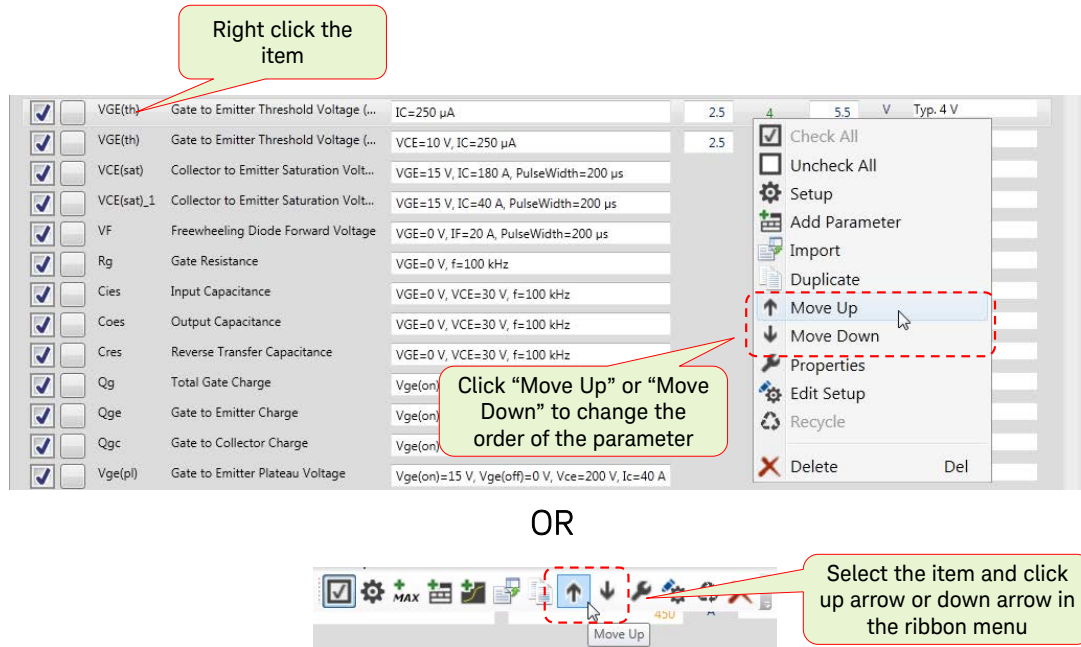 Right click the
item
VGE(th) Gate to Emitter Threshold Voltage (... IC=250 µA 2.5 4 5.5 V Typ. 4 V
VGE(th) Gate to Emitter Threshold Voltage (... VCE=10 V, IC=250 µA 2.5
VCE(sat) Collector to Emitter Saturation Volt... VGE=15 V, IC=180 A, PulseWidth=200 µs
VCE(sat)_1 Collector to Emitter Saturation Volt... VGE=15 V, IC=40 A, PulseWidth=200 µs
VF Freewheeling Diode Forward Voltage VGE=0 V, IF=20 A, PulseWidth=200 µs
Rg Gate Resistance VGE=0 V, f=100 kHz
Cies Input Capacitance VGE=0 V, VCE=30 V, f=100 kHz
Coes Output Capacitance VGE=0 V, VCE=30 V, f=100 kHz
Cres Reverse Transfer Capacitance VGE=0 V, VCE=30 V, f=100 kHz
Qg Total Gate Charge Vge(on)
Qge Gate to Emitter Charge Vge(on)
Qgc Gate to Collector Charge Vge(on)
Vge(pl) Gate to Emitter Plateau Voltage Vge(on)=15 V, Vge(off)=0 V, Vce=200 V, Ic=40 A
Check All
Uncheck All
Setup
Add Parameter
Import
Duplicate
Move Up
Move Down
Properties
Edit Setup
Recycle
Delete Del
Click “Move Up” or “Move
Down” to change the
order of the parameter
OR
MAX
450 A
Move Up
Select the item and click
up arrow or down arrow in
the ribbon menu